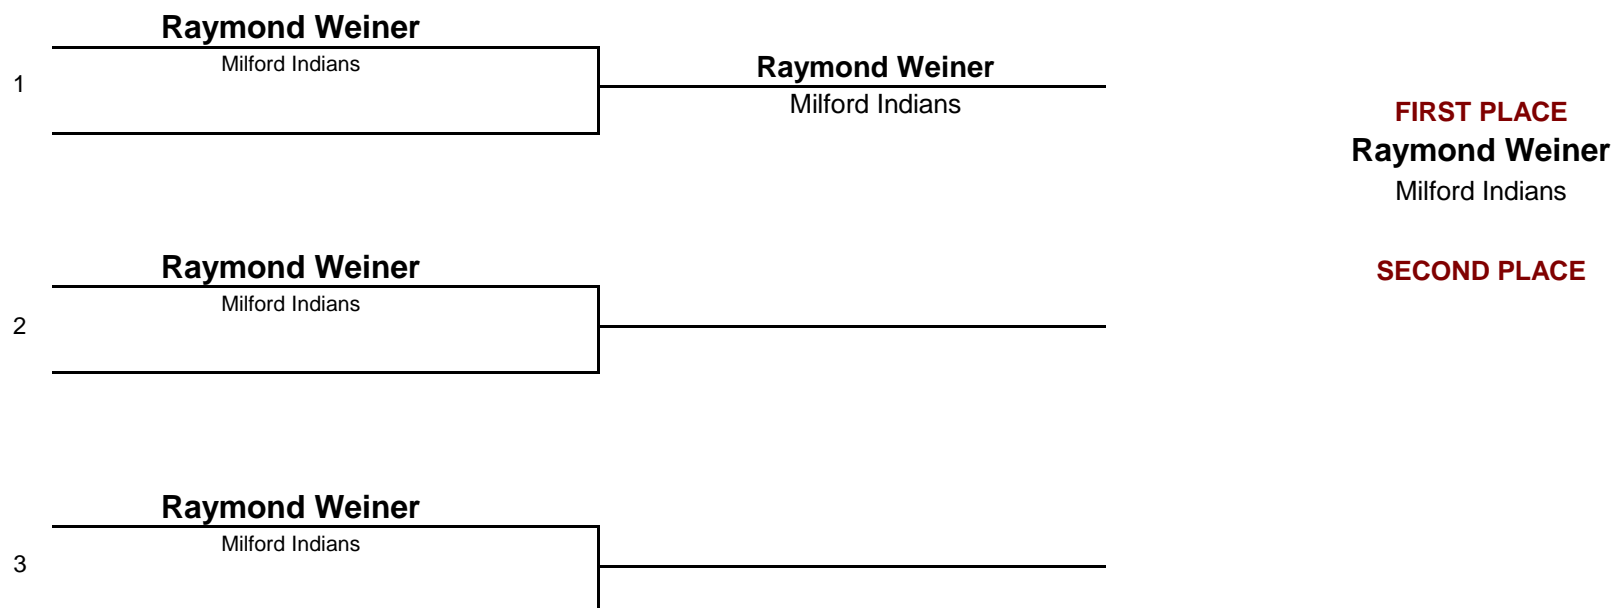 Raymond Weiner
Milford Indians
1
Raymond Weiner
Milford Indians
FIRST PLACE
Raymond Weiner
Milford Indians
Raymond Weiner
Milford Indians
2
SECOND PLACE
Raymond Weiner
Milford Indians
3